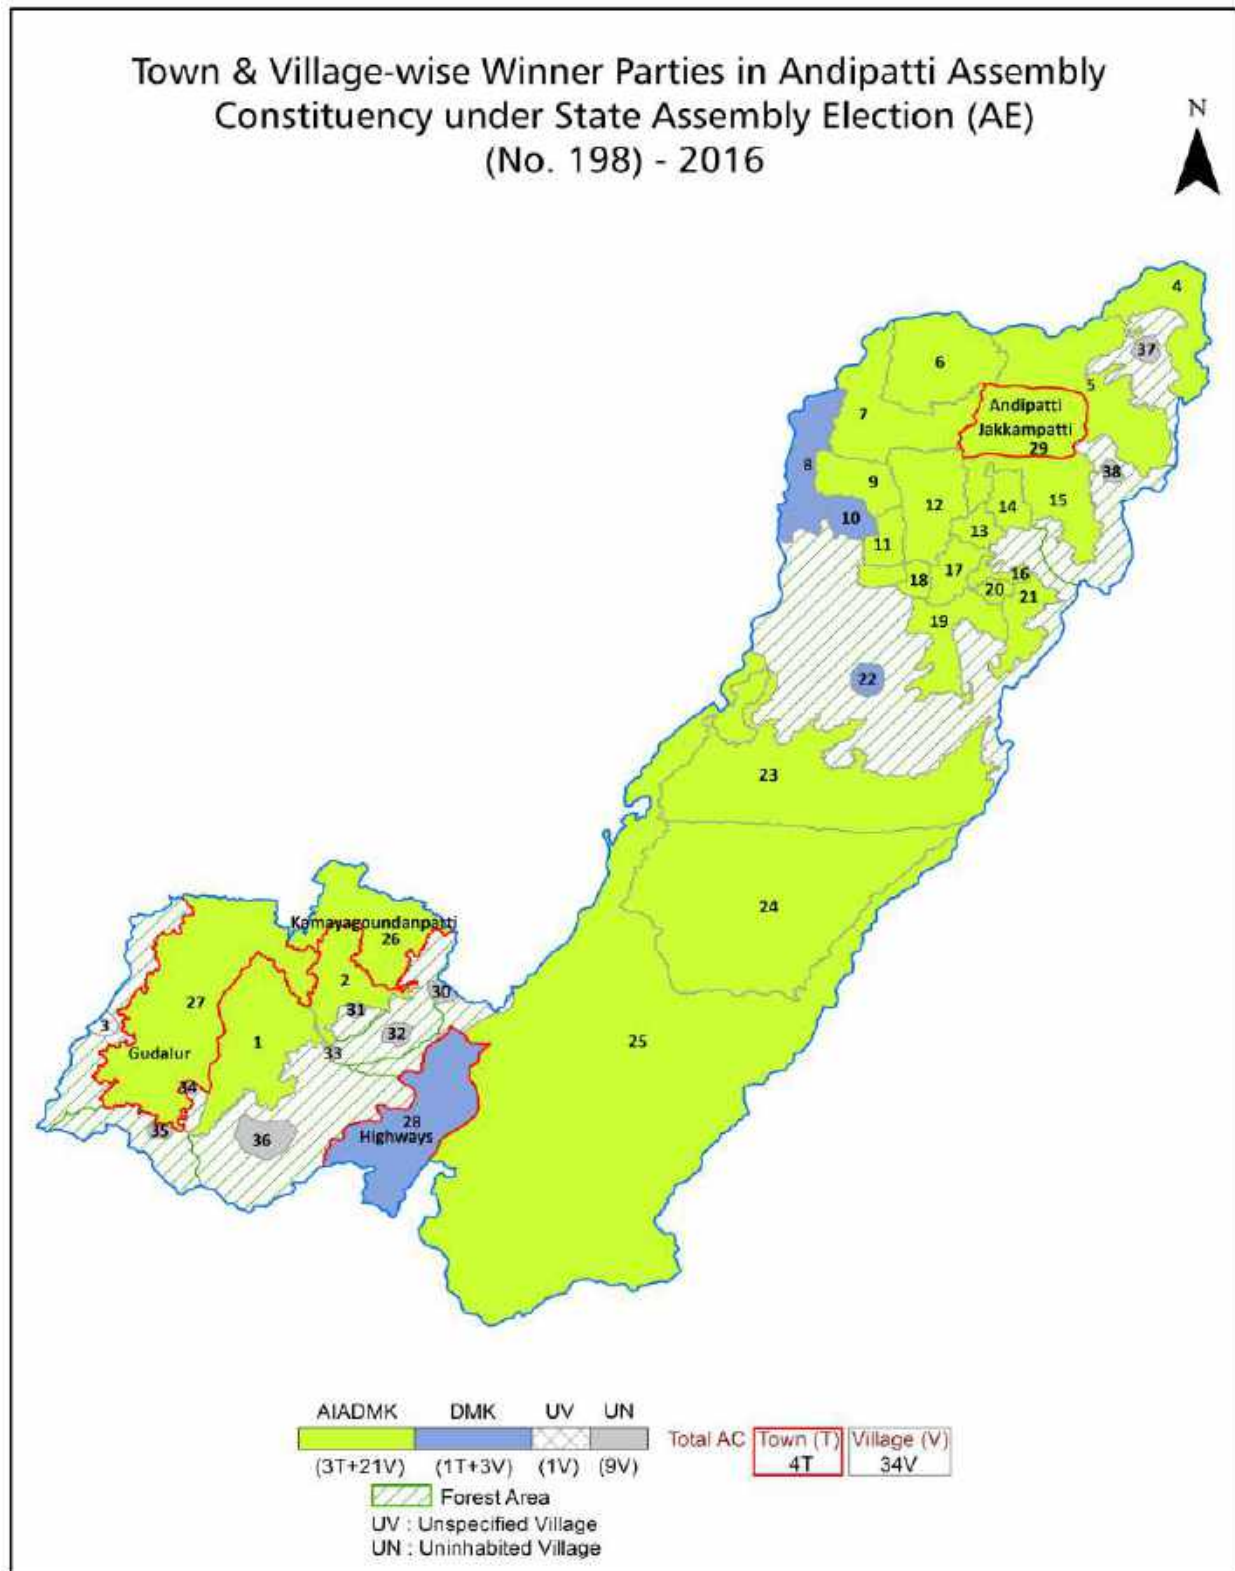 Town & Village-wise Winner Parties in Andipatti Assembly
Constituency under State Assembly Election (AE)
(No. 198) - 2016
N
4
37
6
5
Andipatti
7
Jakkampatti
29
8
38
9
12
14
15
10
13
11
17
16
18
20
21
19
22
23
24
Kamayagoundanpatti
26
2
30
27
31
3
32
25
1
33
Gudalur
34
28
35
Highways
36
AIADMK DMK UV UN
Total AC Town (T) Village (V)
(3T+21V) (1T+3V) (1V) (9V) 4T 34V
Forest Area
UV : Unspecified Village
UN : Uninhabited Village